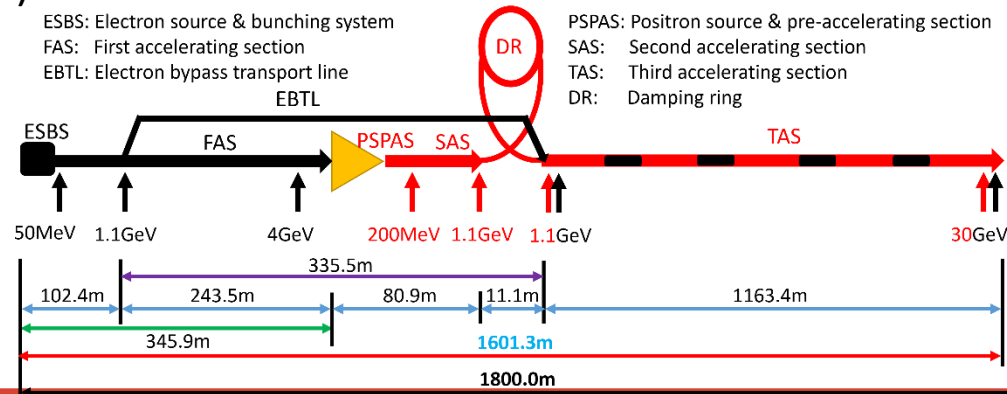 ESBS: Electron source & bunching system
FAS: First accelerating section
EBTL: Electron bypass transport line
PSPAS: Positron source & pre-accelerating section
SAS: Second accelerating section
TAS: Third accelerating section
DR: Damping ring
DR
EBTL
ESBS
FAS
PSPAS
SAS
TAS
50MeV
1.1GeV
4GeV
200MeV
1.1GeV
1.1GeV
30GeV
335.5m
102.4m
243.5m
80.9m
11.1m
1163.4m
345.9m
1601.3m
1800.0m